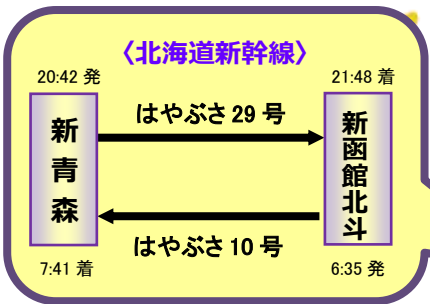 〈北海道新幹線〉
20:42 発
21:48 着
はやぶさ 29 号
新青森
新函館北斗
はやぶさ 10 号
7:41 着
6:35 発